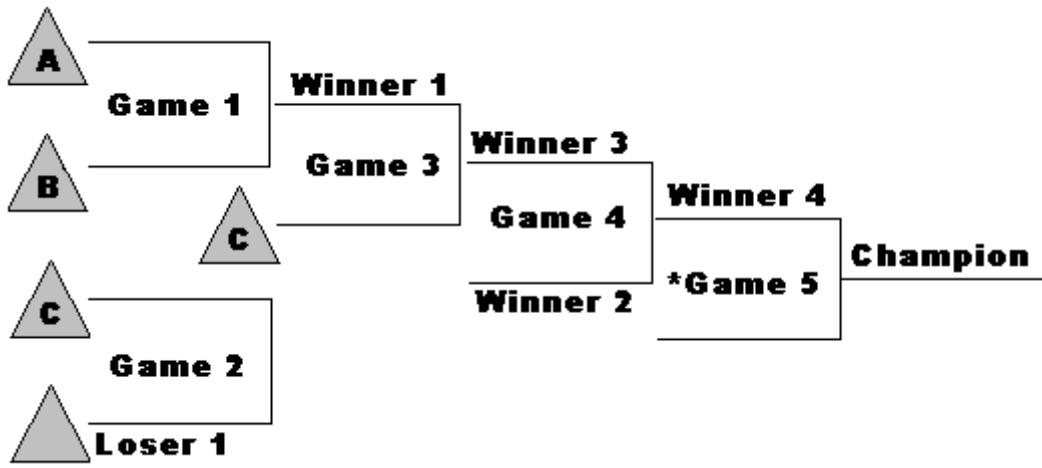 A
Game 1
Winner 1
B
Game 3
Winner 3
C
Game 4
Winner 4
Champion
*Game 5
Winner 2
C
Game 2
Loser 1